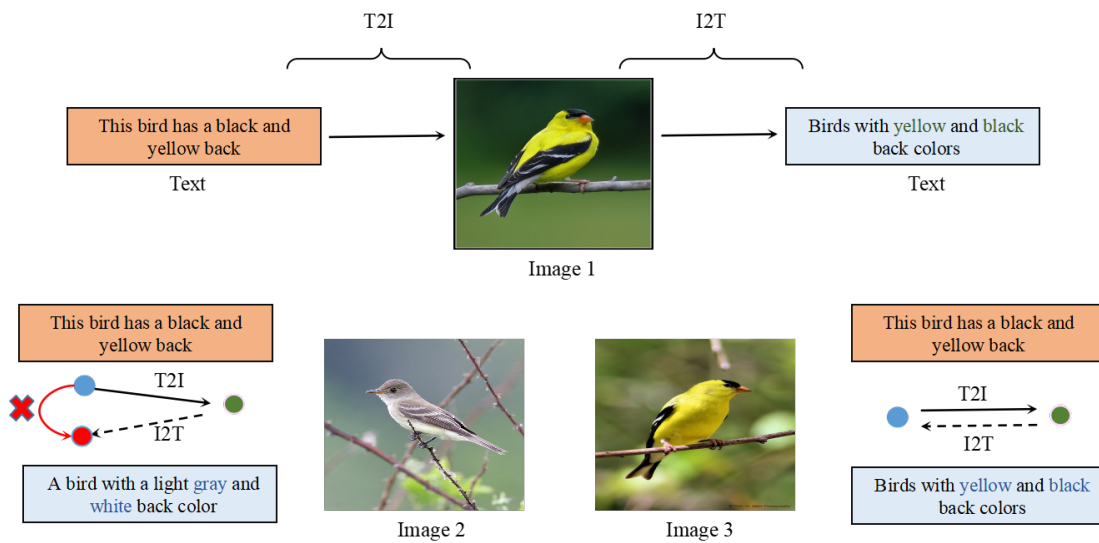 T2I
I2T
This bird has a black and
yellow back
Text
Birds with yellow and black
back colors
Text
Image 1
This bird has a black and
yellow back
T2I
I2T
A bird with a light gray and
white back color
Image 2
Image 3
This bird has a black and
yellow back
T2I
I2T
Birds with yellow and black
back colors